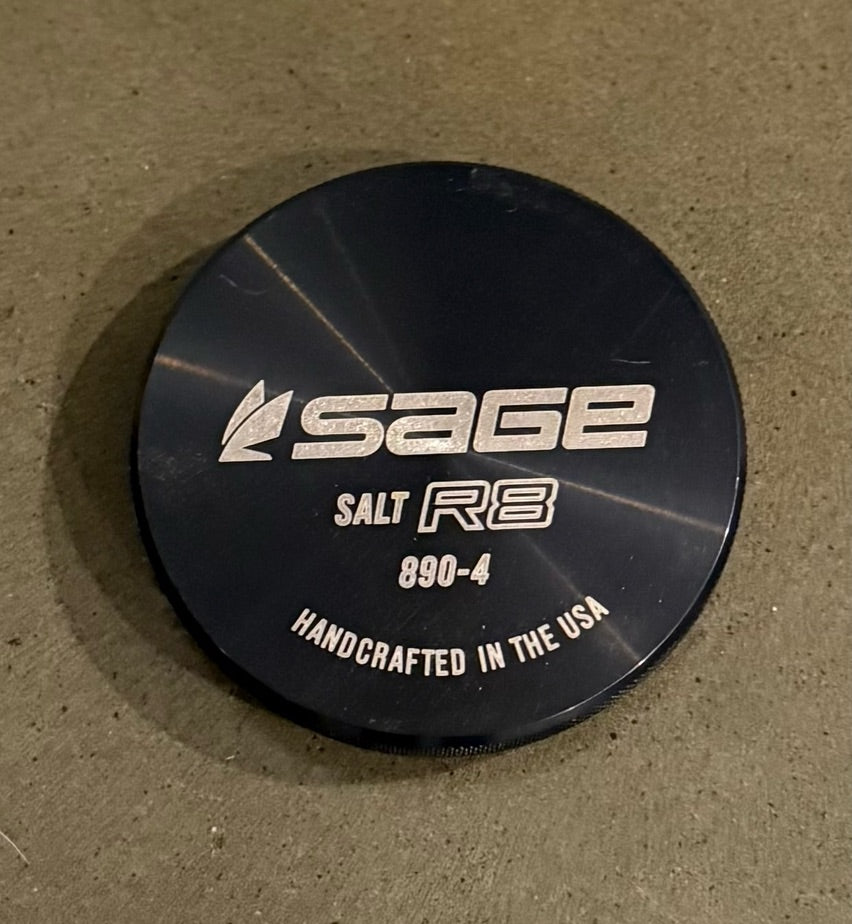 SAGE
SALT R8
890-4
HANDCRAFTED IN THE USA